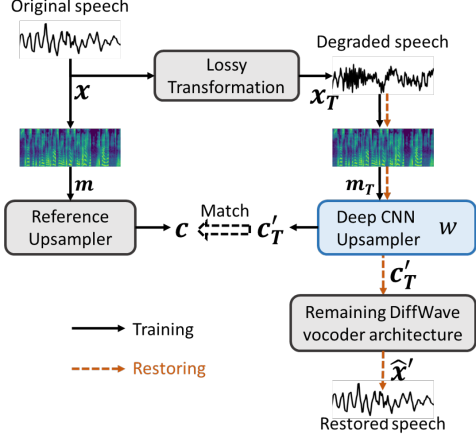 Original speech
Degraded speech
Lossy
Transformation
x
x_T
m
m_T
Reference
Upsampler
c
Match
c'_T
Deep CNN
Upsampler
w
c'_T
Remaining DiffWave
vocoder architecture
Training
Restoring
x̂'
Restored speech